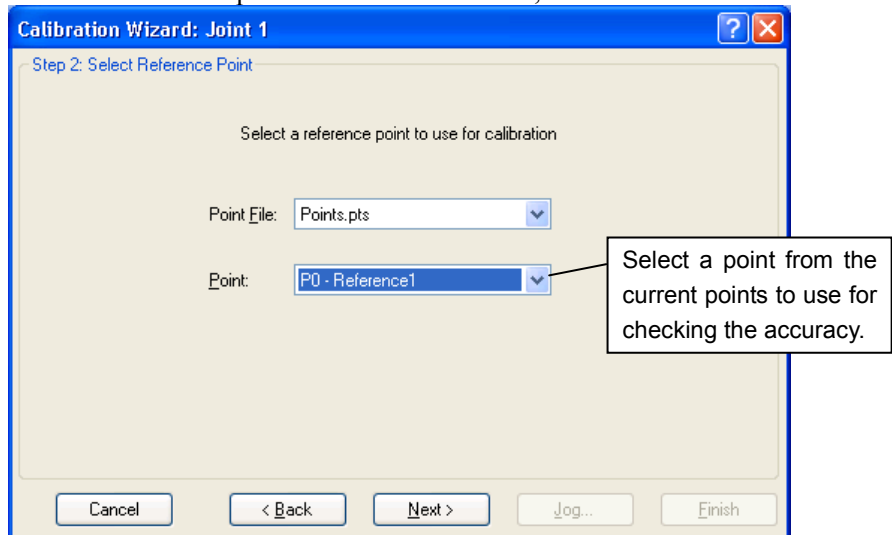 Calibration Wizard: Joint 1
Step 2: Select Reference Point
Select a reference point to use for calibration
Point File: Points.pts
Point: P0 - Reference1
Select a point from the
current points to use for
checking the accuracy.
Cancel < Back Next > Jog... Finish